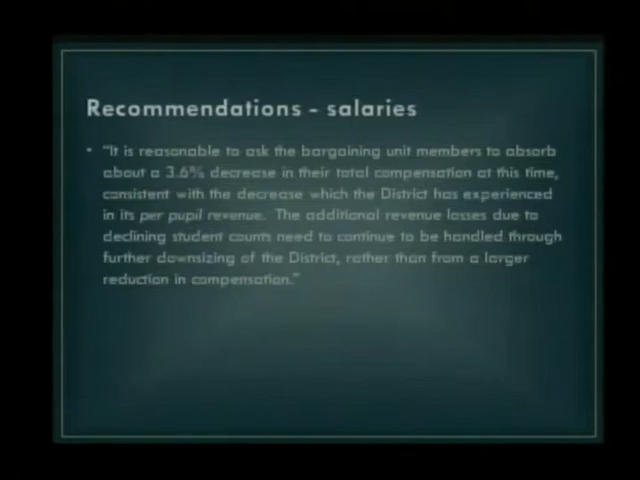 Recommendations - salaries
• "It is reasonable to ask the bargaining unit members to absorb
about a 3.6% decrease in their total compensation at this time,
consistent with the decrease which the District has experienced
in its per pupil revenue.  The additional revenue losses due to
declining student counts need to continue to be handled through
further downsizing of the District, rather than from a larger
reduction in compensation."